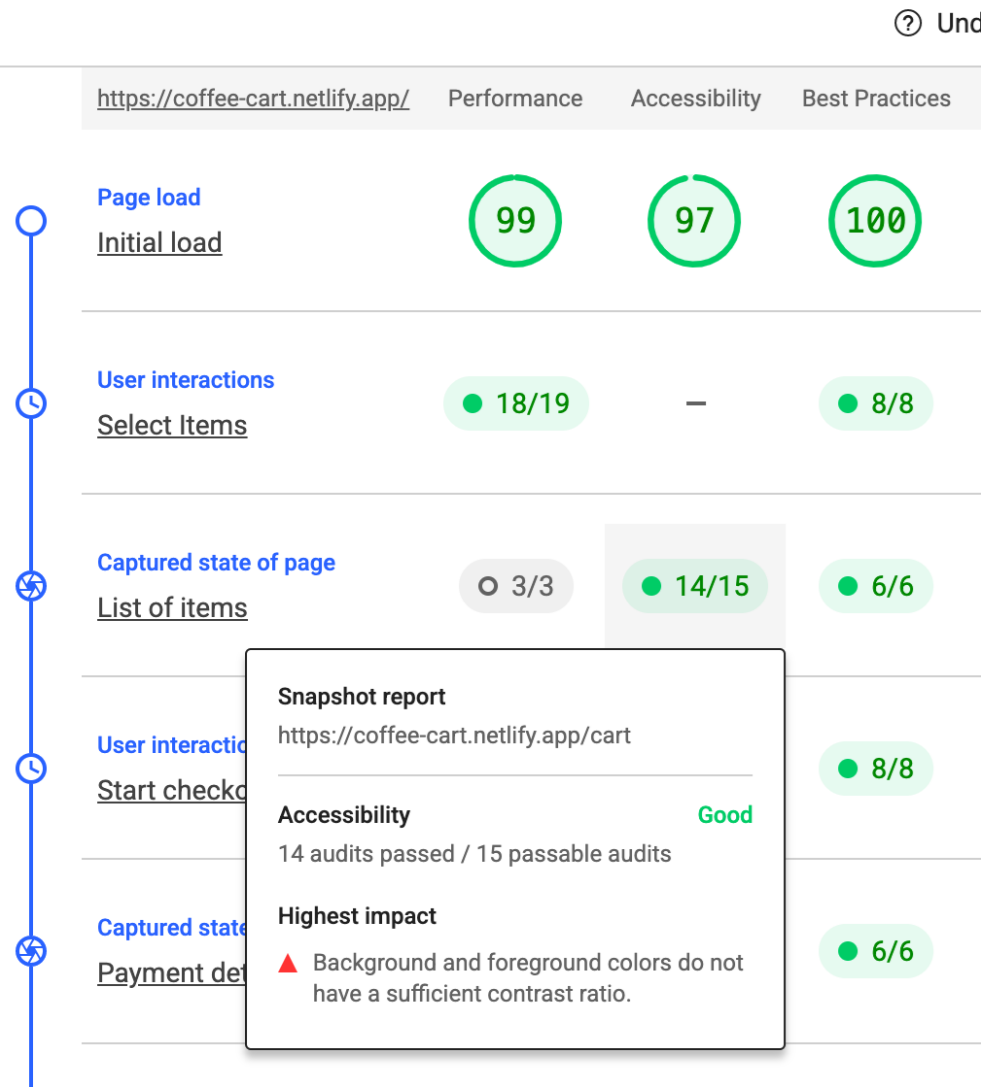 Und
https://coffee-cart.netlify.app/ Performance Accessibility Best Practices
Page load
Initial load
99 97 100
User interactions
Select Items
18/19 – 8/8
Captured state of page
List of items
3/3 14/15 6/6
Snapshot report
https://coffee-cart.netlify.app/cart
Accessibility Good
14 audits passed / 15 passable audits
Highest impact
Background and foreground colors do not
have a sufficient contrast ratio.
User interactio
Start checko
8/8
Captured state
Payment det
6/6